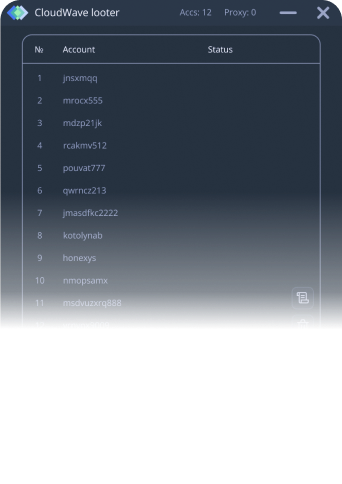 CloudWave looter Accs: 12 Proxy: 0
№ Account Status
1 jnsxmqq
2 mrocx555
3 mdzp21jk
4 rcakmv512
5 pouvat777
6 qwrncz213
7 jmasdfkc2222
8 kotolynab
9 honexys
10 nmopsamx
11 msdvuzxrq888